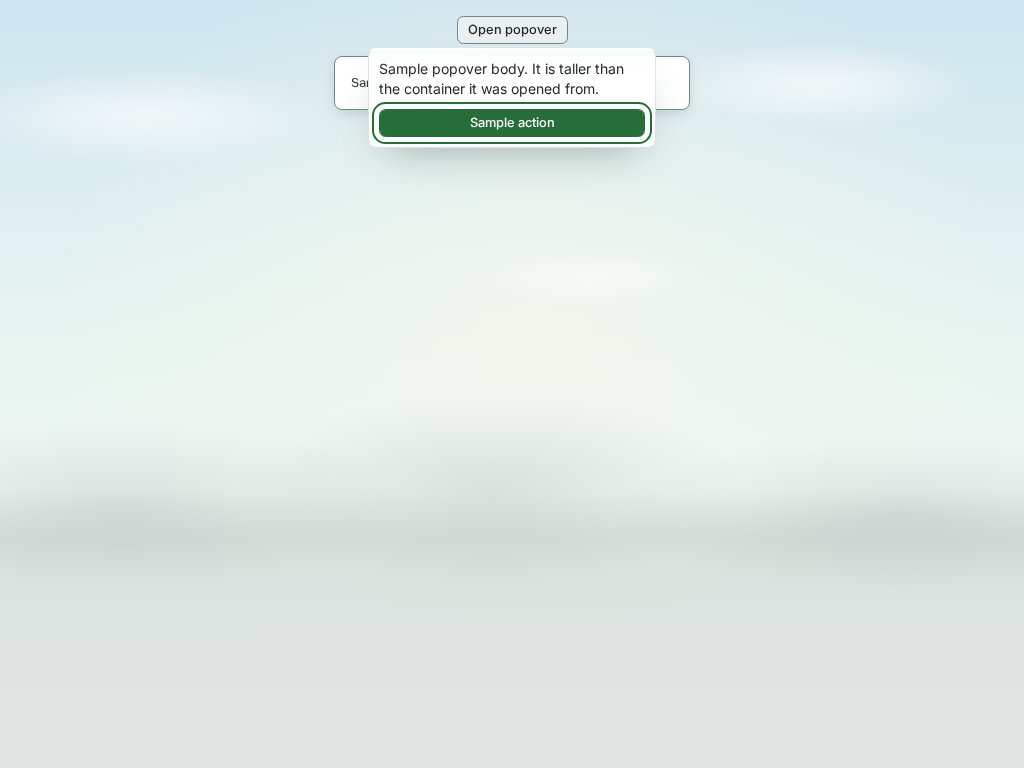 Open popover
Sample popover body. It is taller than
the container it was opened from.
Sample action